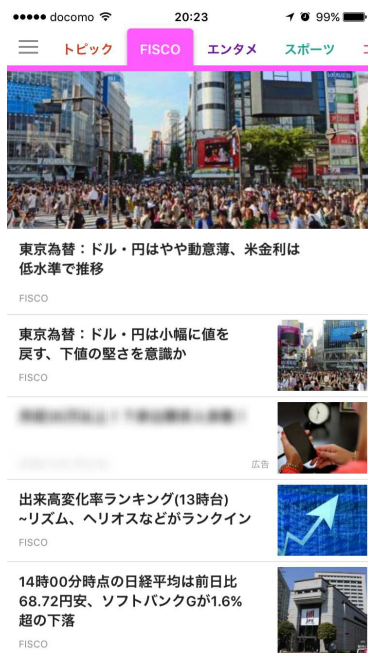 docomo 20:23 99%
トピック FISCO エンタメ スポーツ
東京為替：ドル・円はやや動意薄、米金利は
低水準で推移
FISCO
東京為替：ドル・円は小幅に値を
戻す、下値の堅さを意識か
FISCO
広告
出来高変化率ランキング(13時台)
~リズム、ヘリオスなどがランクイン
FISCO
14時00分時点の日経平均は前日比
68.72円安、ソフトバンクGが1.6%
超の下落
FISCO